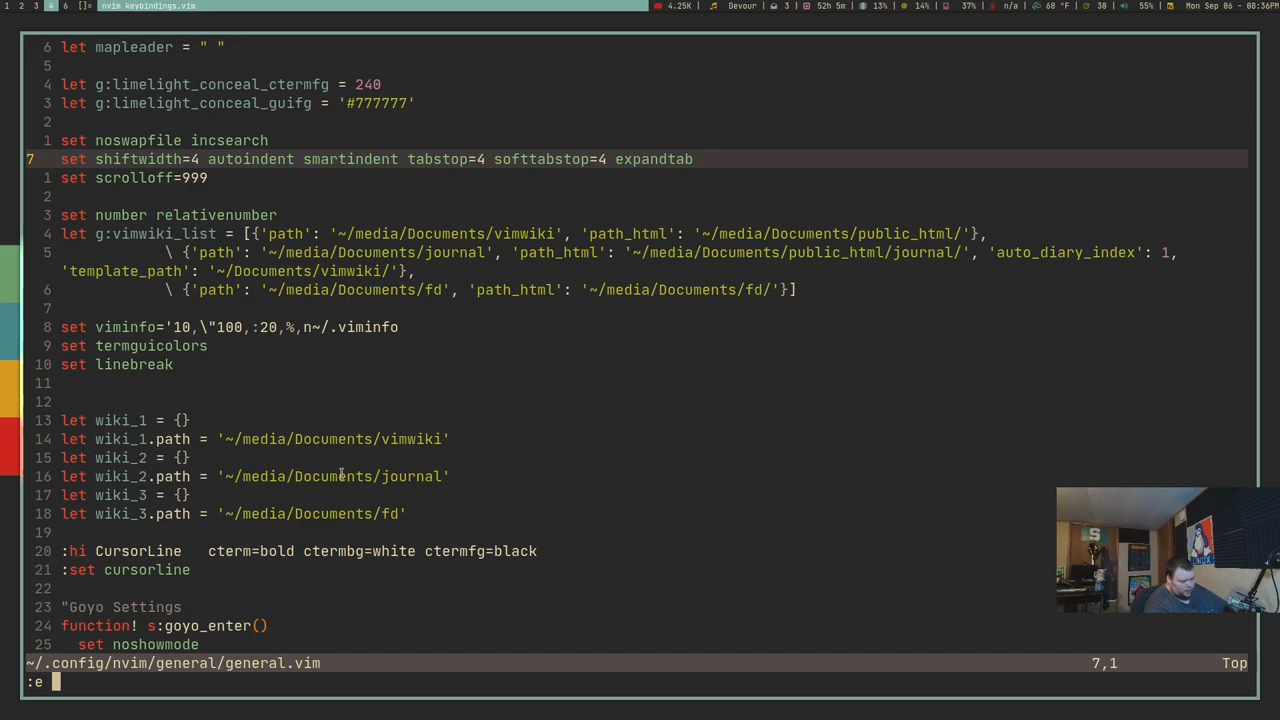 1 2 3 4 6 []= nvim keybindings.vim 4.25K Devour 3 52h 5m 13% 14% 37% n/a 68 °F 30 55% Mon Sep 06 - 08:36PM
6 let mapleader = " "
5
4 let g:limelight_conceal_ctermfg = 240
3 let g:limelight_conceal_guifg = '#777777'
2
1 set noswapfile incsearch
7 set shiftwidth=4 autoindent smartindent tabstop=4 softtabstop=4 expandtab
1 set scrolloff=999
2
3 set number relativenumber
4 let g:vimwiki_list = [{'path': '~/media/Documents/vimwiki', 'path_html': '~/media/Documents/public_html/'},
5 \ {'path': '~/media/Documents/journal', 'path_html': '~/media/Documents/public_html/journal/', 'auto_diary_index': 1,
'template_path': '~/Documents/vimwiki/'},
6 \ {'path': '~/media/Documents/fd', 'path_html': '~/media/Documents/fd/'}]
7
8 set viminfo='10,\"100,:20,%,n~/.viminfo
9 set termguicolors
10 set linebreak
11
12
13 let wiki_1 = {}
14 let wiki_1.path = '~/media/Documents/vimwiki'
15 let wiki_2 = {}
16 let wiki_2.path = '~/media/Documents/journal'
17 let wiki_3 = {}
18 let wiki_3.path = '~/media/Documents/fd'
19
20 :hi CursorLine   cterm=bold ctermbg=white ctermfg=black
21 :set cursorline
22
23 "Goyo Settings
24 function! s:goyo_enter()
25 set noshowmode
~/.config/nvim/general/general.vim 7,1 Top
:e